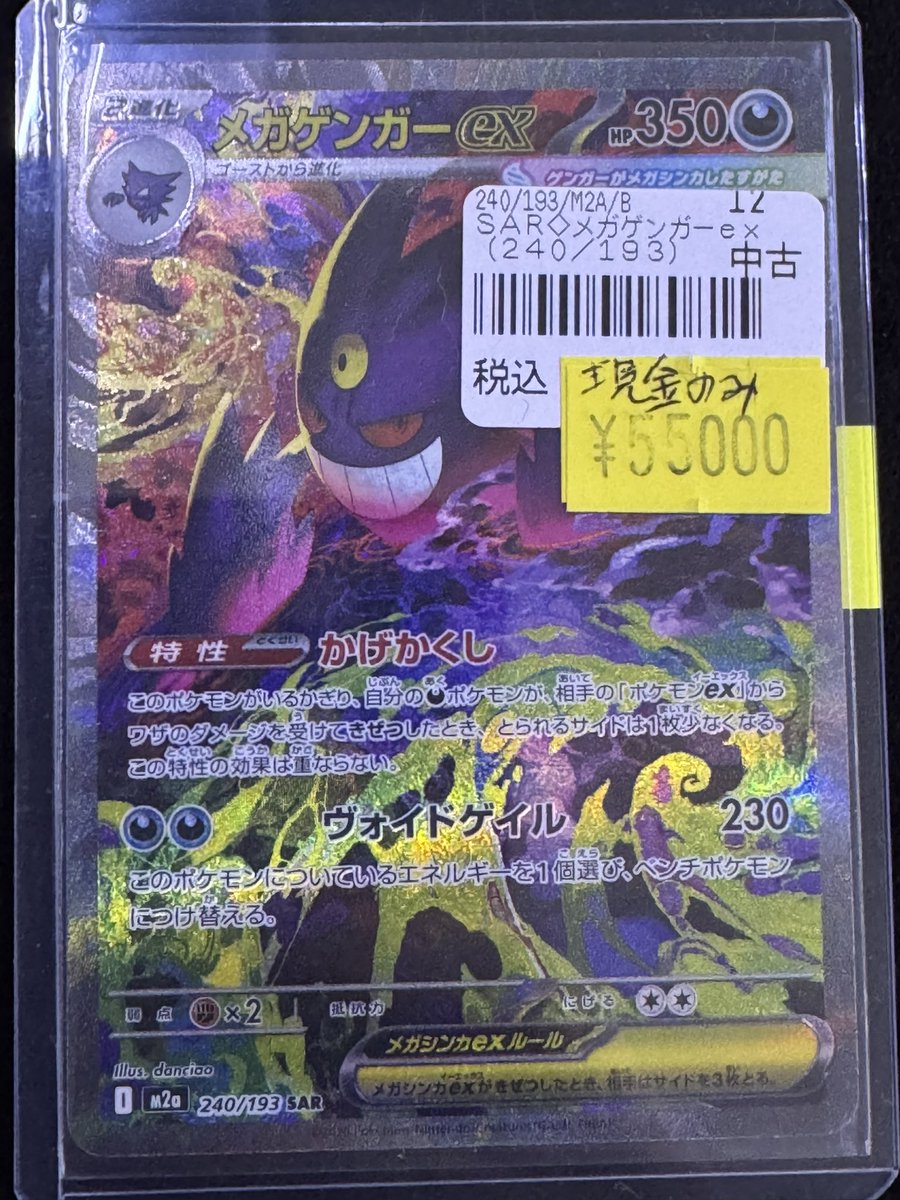 2進化
メガゲンガーex
HP350
ゴーストから進化
ゲンガーがメガシンカしたすがた
240/193/M2A/B
12
SAR◇メガゲンガーex
(240/193)
中古
税込
現金のみ
¥55000
特性
とくせい
かげかくし
このポケモンがいるかぎり、自分の悪ポケモンが、相手の「ポケモンex」から
ワザのダメージを受けてきぜつしたとき、とられるサイドは1枚少なくなる。
この特性の効果は重ならない。
ヴォイドゲイル
230
このポケモンについているエネルギーを1個選び、ベンチポケモン
につけ替える。
弱点
×2
抵抗力
にげる
メガシンカexルール
メガシンカexがきぜつしたとき、相手はサイドを3枚とる。
Illus. danciao
I
m2a
240/193 SAR